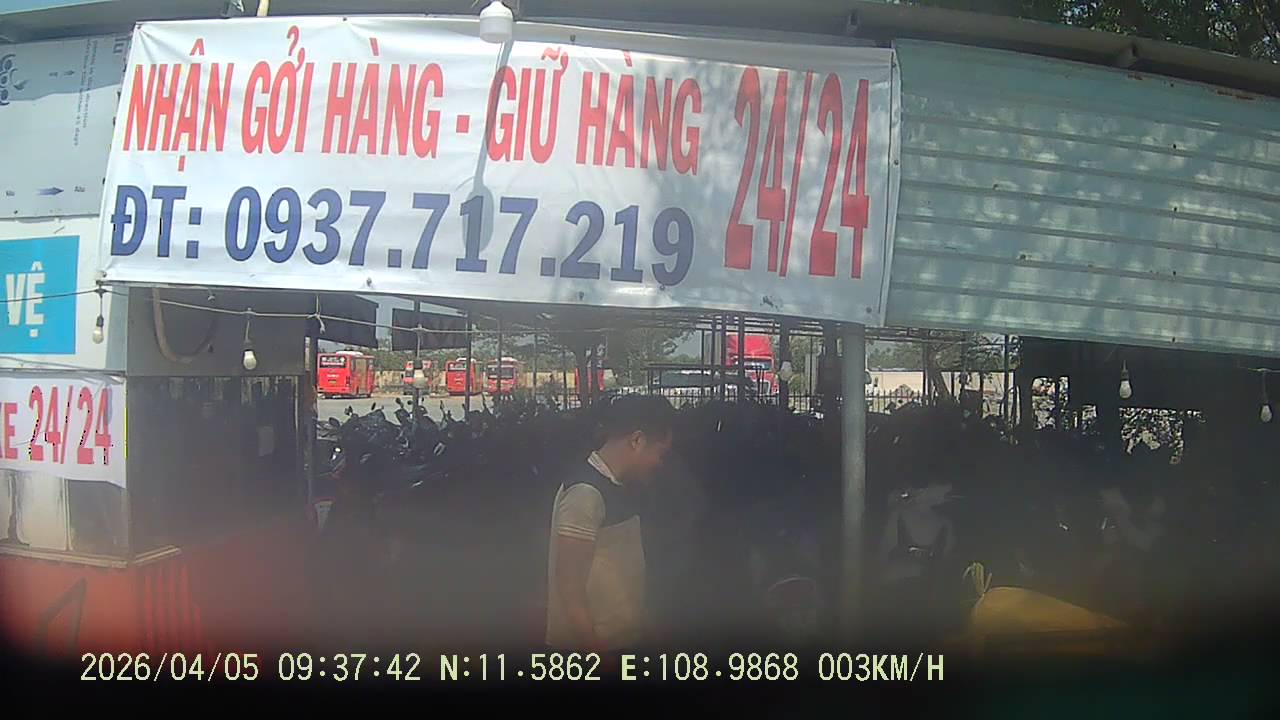 NHẬN GỞI HÀNG - GIỮ HÀNG 24/24
ĐT: 0937.717.219
VỆ
XE 24/24
2026/04/05 09:37:42 N:11.5862 E:108.9868 003KM/H